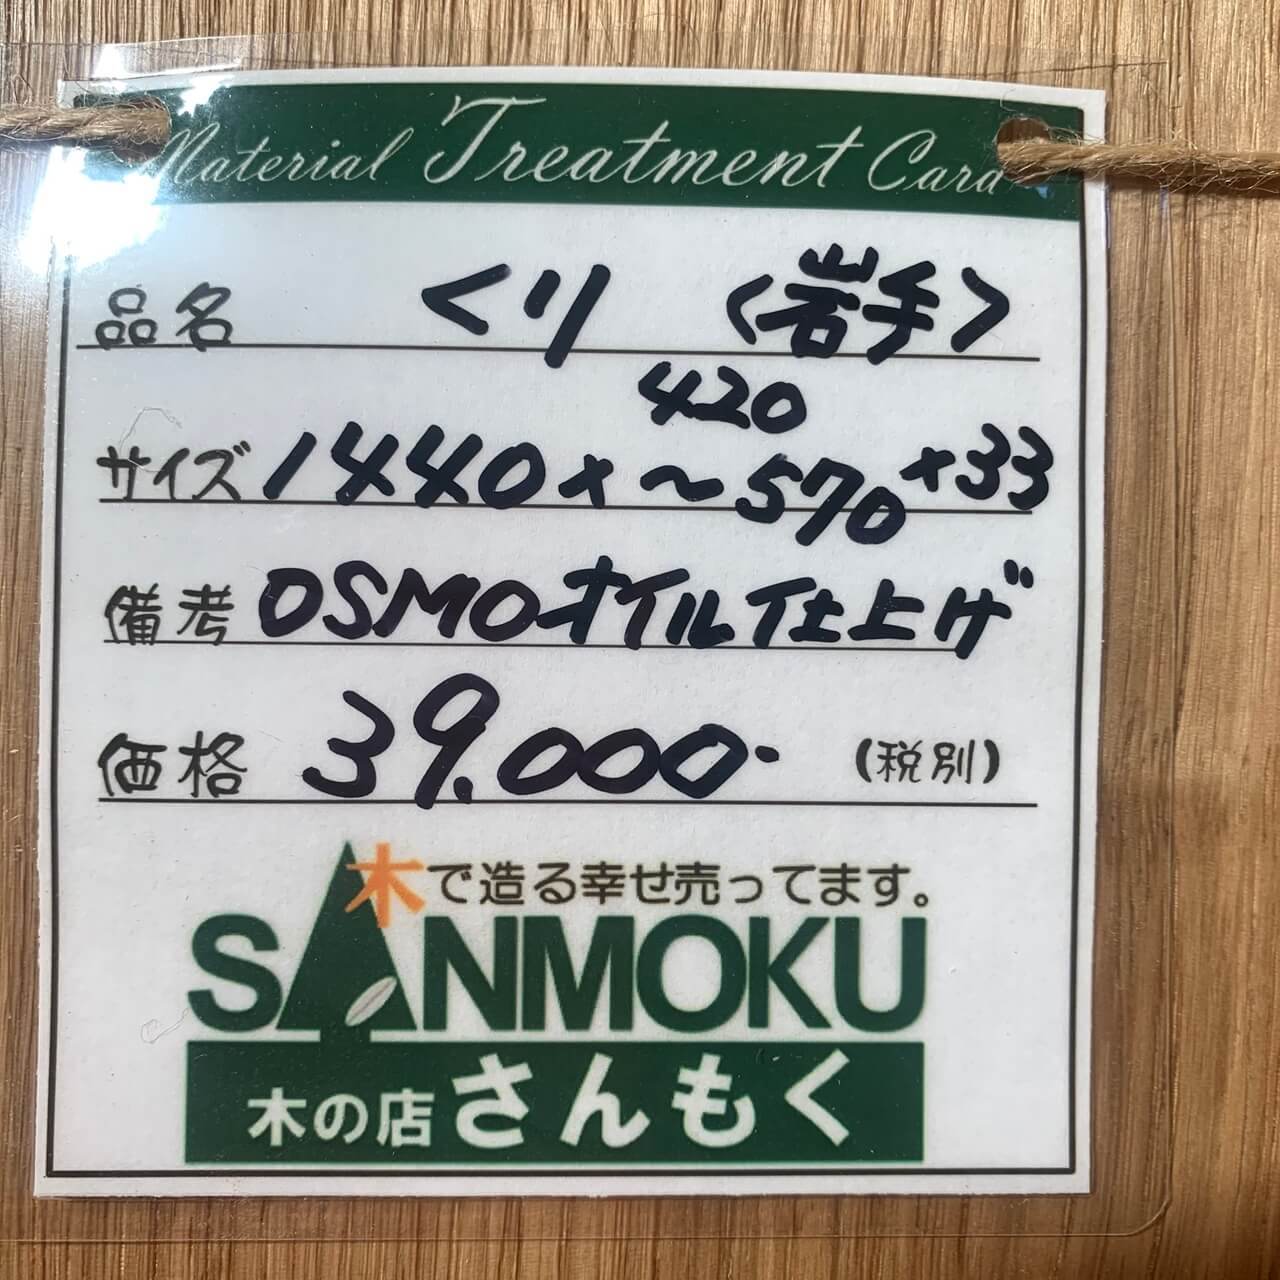 Material Treatment Card
品名 くり 〈岩手〉
420
サイズ 1440×～570×33
備考 OSMOオイル仕上げ
価格 39.000- (税別)
木で造る幸せ売ってます。
SANMOKU
木の店 さんもく